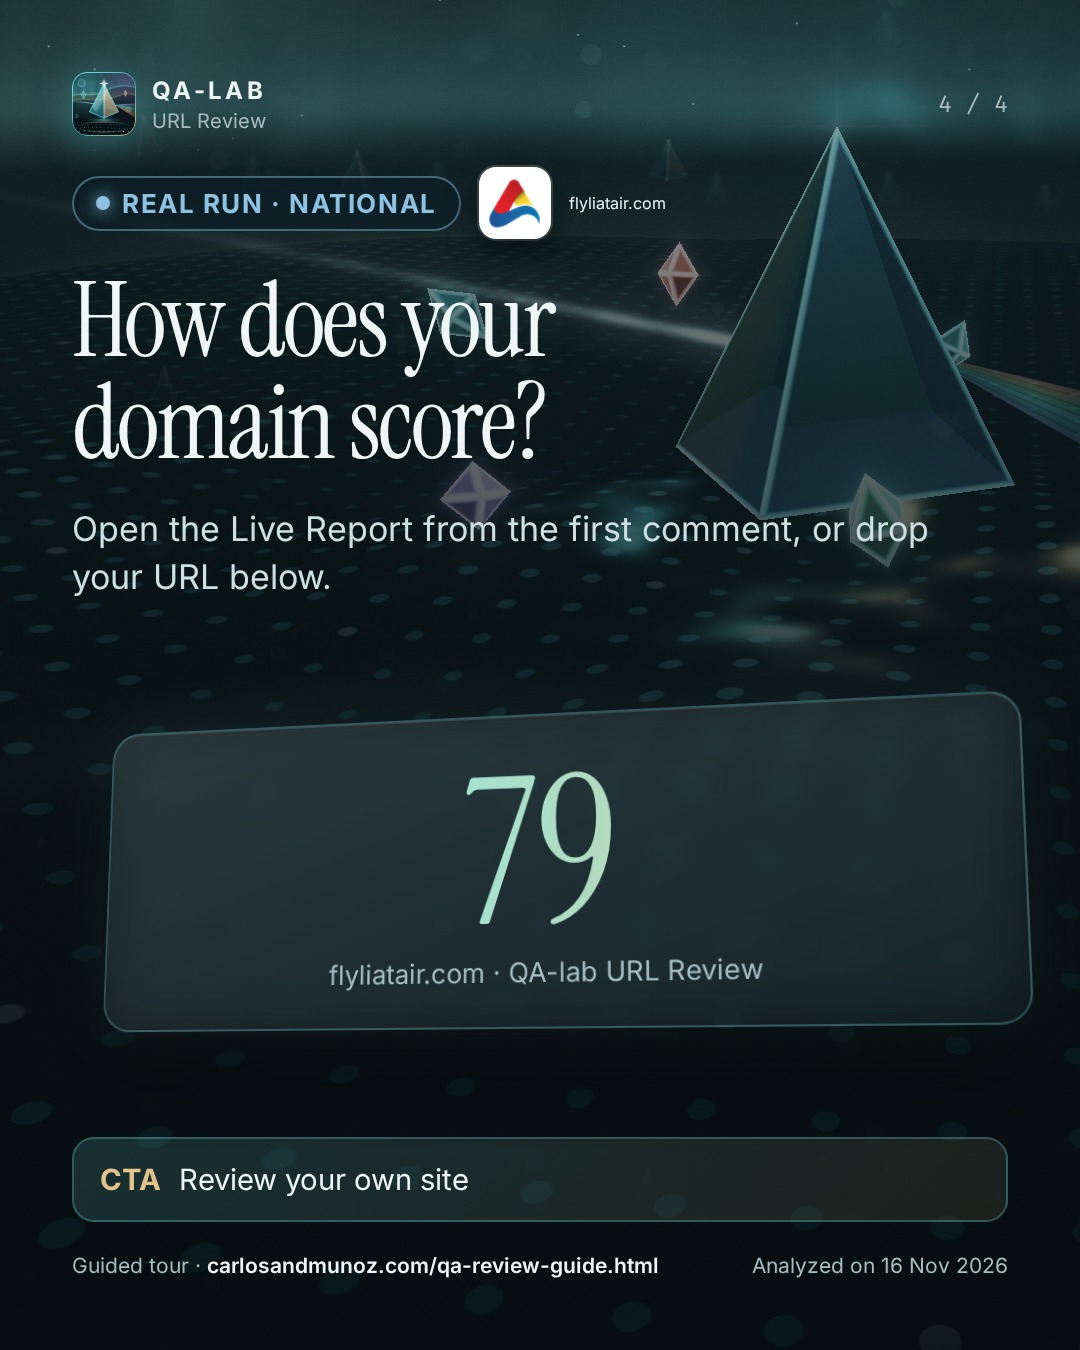 QA-LAB
URL Review
4 / 4
REAL RUN · NATIONAL
flyliatair.com
How does your
domain score?
Open the Live Report from the first comment, or drop
your URL below.
79
flyliatair.com · QA-lab URL Review
CTA Review your own site
Guided tour · carlosandmunoz.com/qa-review-guide.html
Analyzed on 16 Nov 2026